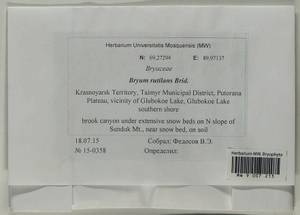 Herbarium Universitatis Mosquensis (MW)
N: 69.27294 E: 89.97137
Bryaceae
Bryum rutilans Brid.
Krasnoyarsk Territory, Taimyr Municipal District, Putorana
Plateau, vicinity of Glubokoe Lake, Glubokoe Lake
southern shore
brook canyon under extensive snow beds on N slope of
Sunduk Mt., near snow bed, on soil
18.07.15 Собрал: Федосов В.Э.
№ 15-0358 Определил:
Herbarium MW Bryophyta